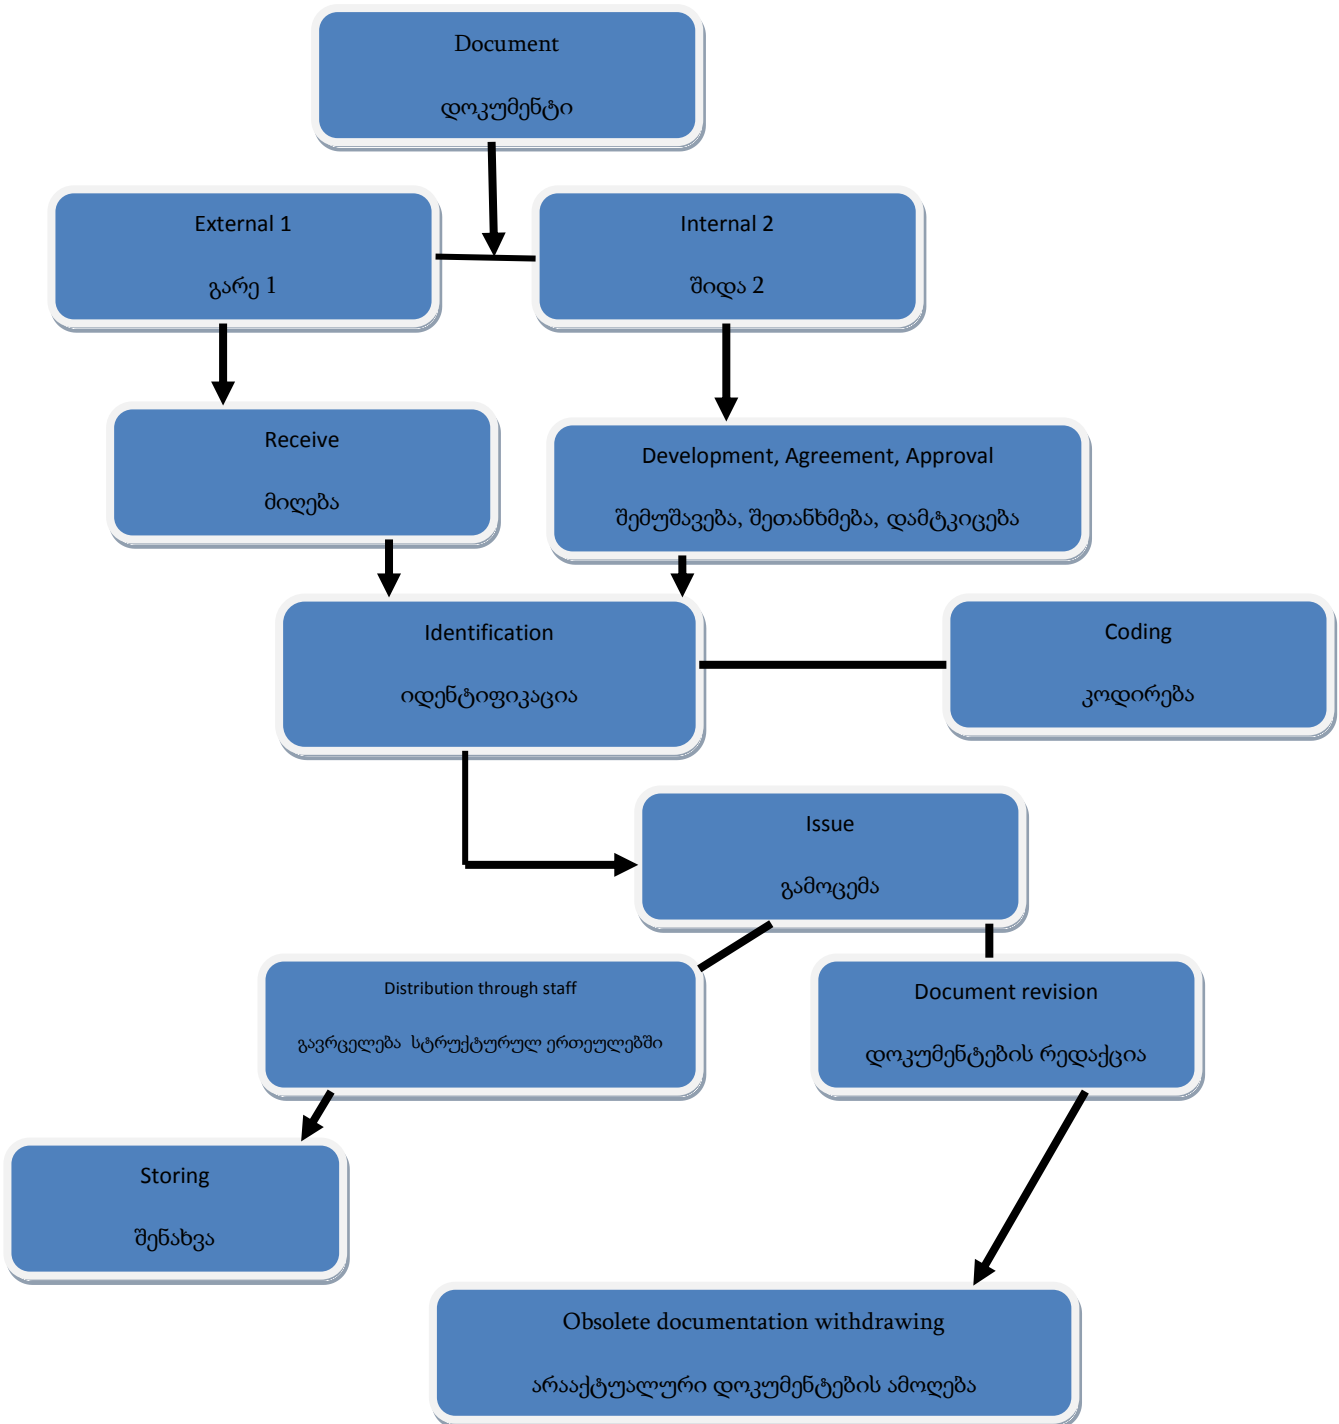 Document
დოკუმენტი
External 1
გარე 1
Internal 2
შიდა 2
Receive
მიღება
Development, Agreement, Approval
შემუშავება, შეთანხმება, დამტკიცება
Identification
იდენტიფიკაცია
Coding
კოდირება
Issue
გამოცემა
Distribution through staff
გავრცელება სტრუქტურულ ერთეულებში
Document revision
დოკუმენტების რედაქცია
Storing
შენახვა
Obsolete documentation withdrawing
არააქტუალური დოკუმენტების ამოღება